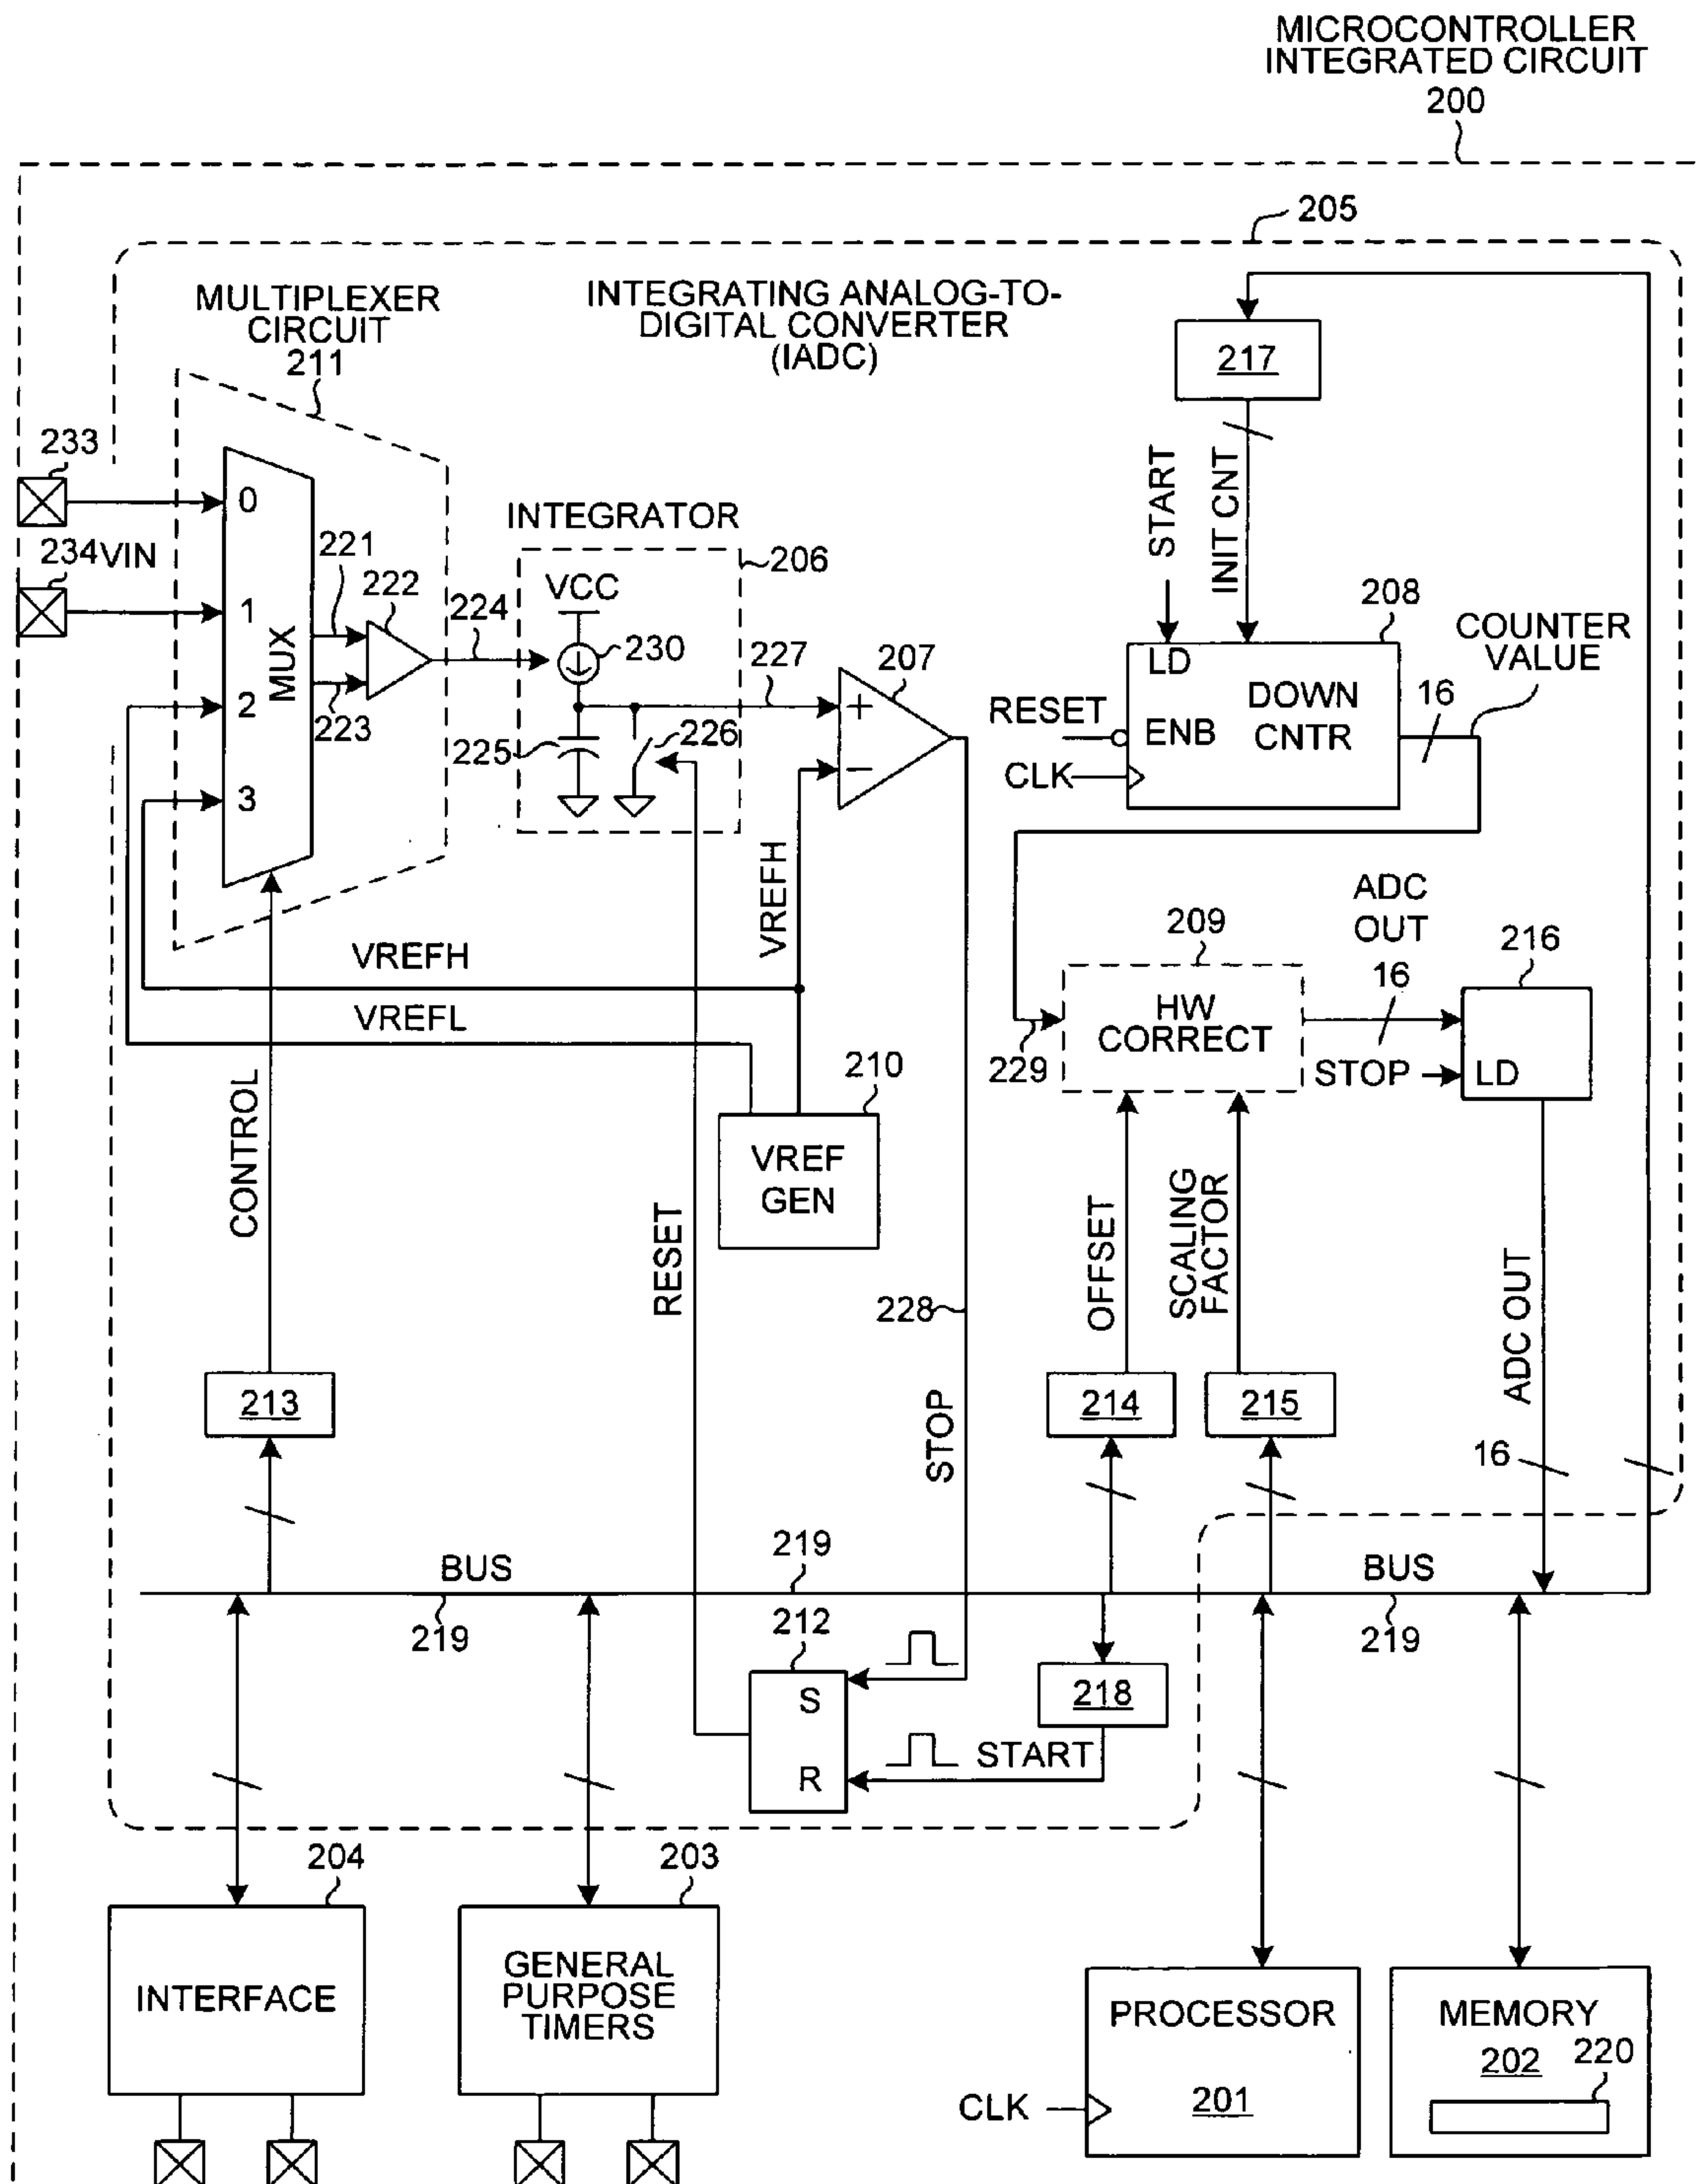 MICROCONTROLLER
INTEGRATED CIRCUIT
200
205
MULTIPLEXER
CIRCUIT
211
INTEGRATING ANALOG-TO-
DIGITAL CONVERTER
(IADC)
217
233
0
START
INIT CNT
INTEGRATOR
234 VIN
221
222
224
206
VCC
1
MUX
230
227
207
208
COUNTER
VALUE
LD
DOWN
CNTR
16
2
223
225
226
+
RESET
ENB
CLK
3
−
VREFH
VREFH
VREFL
209
ADC
OUT
216
HW
CORRECT
16
229
STOP
LD
210
VREF
GEN
CONTROL
RESET
228
OFFSET
SCALING
FACTOR
ADC OUT
213
214
215
STOP
16
BUS
219
BUS
219
212
219
S
218
R
START
204
203
INTERFACE
GENERAL
PURPOSE
TIMERS
PROCESSOR
201
CLK
MEMORY
202
220